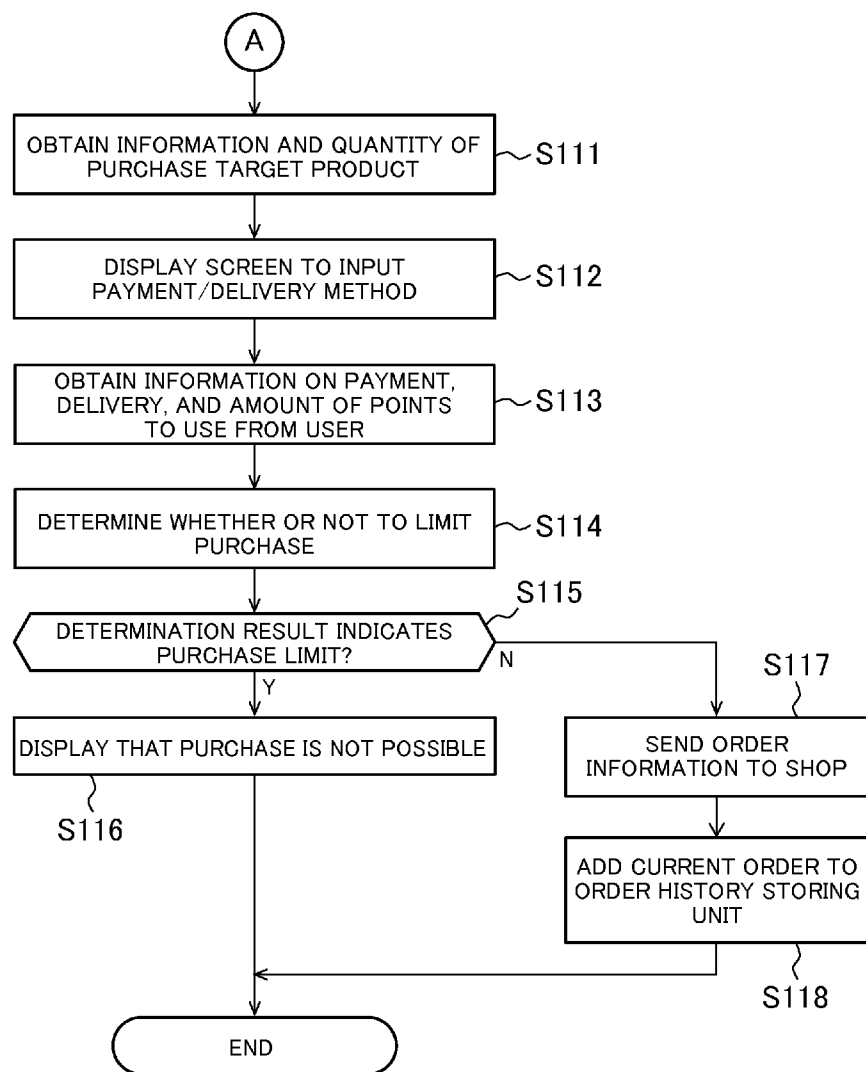 A
OBTAIN INFORMATION AND QUANTITY OF
PURCHASE TARGET PRODUCT
S111
DISPLAY SCREEN TO INPUT
PAYMENT/DELIVERY METHOD
S112
OBTAIN INFORMATION ON PAYMENT,
DELIVERY, AND AMOUNT OF POINTS
TO USE FROM USER
S113
DETERMINE WHETHER OR NOT TO LIMIT
PURCHASE
S114
S115
DETERMINATION RESULT INDICATES
PURCHASE LIMIT?
N
Y
S117
DISPLAY THAT PURCHASE IS NOT POSSIBLE
S116
SEND ORDER
INFORMATION TO SHOP
ADD CURRENT ORDER TO
ORDER HISTORY STORING
UNIT
S118
END